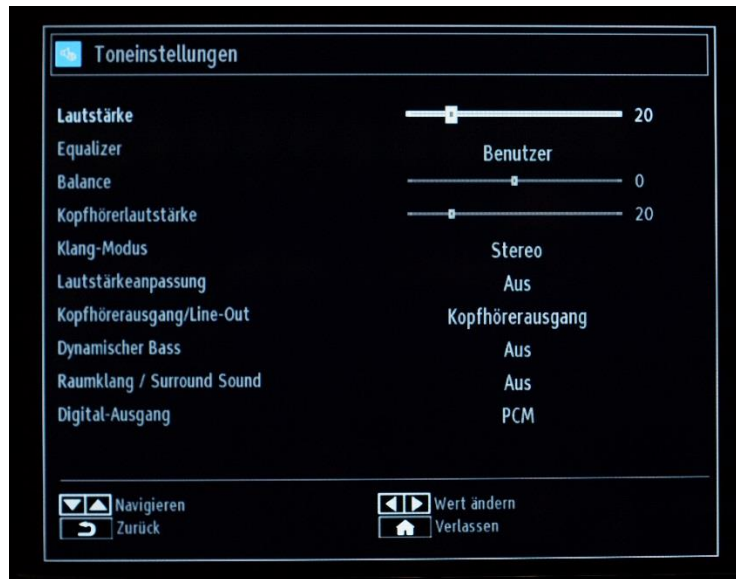 Toneinstellungen
Lautstärke 20
Equalizer Benutzer
Balance 0
Kopfhörerlautstärke 20
Klang-Modus Stereo
Lautstärkeanpassung Aus
Kopfhörerausgang/Line-Out Kopfhörerausgang
Dynamischer Bass Aus
Raumklang / Surround Sound Aus
Digital-Ausgang PCM
Navigieren Wert ändern
Zurück Verlassen